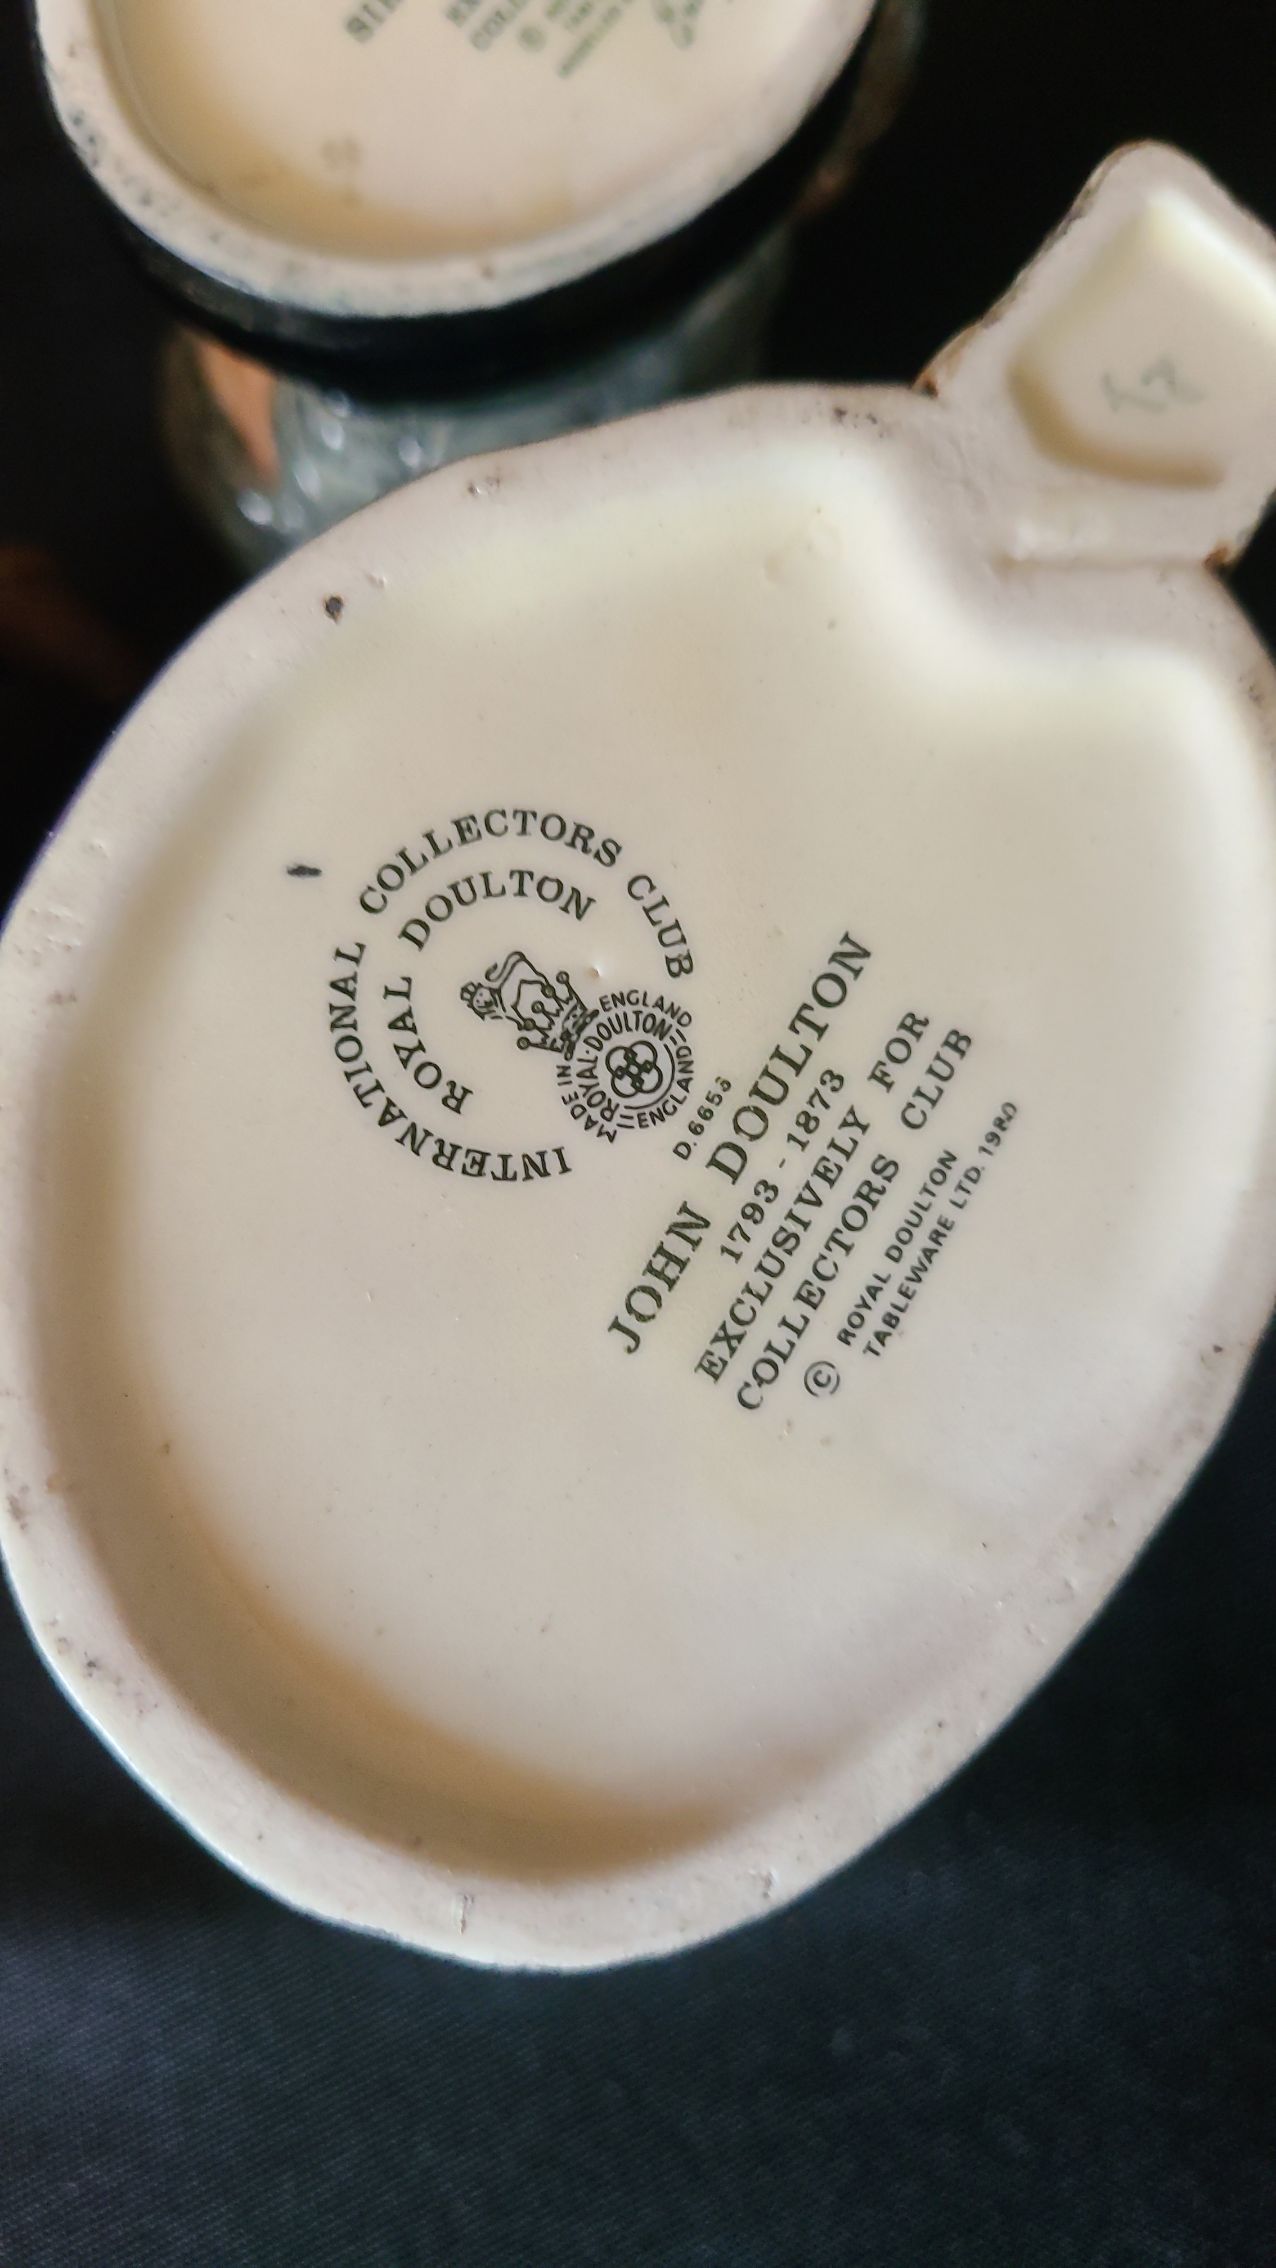 INTERNATIONAL COLLECTORS CLUB
ROYAL DOULTON
MADE IN ENGLAND
ROYAL·DOULTON
ENGLAND
JOHN DOULTON
1793 - 1873
EXCLUSIVELY FOR
COLLECTORS CLUB
© ROYAL DOULTON
TABLEWARE LTD. 1980